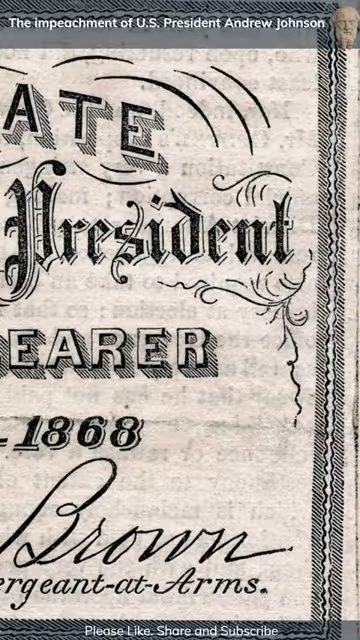 The impeachment of U.S. President Andrew Johnson
ATE
President
EARER
1868
Brown
ergeant-at-Arms.
Please Like, Share and Subscribe